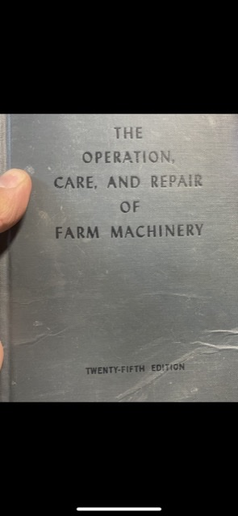 THE
OPERATION,
CARE, AND REPAIR
OF
FARM MACHINERY
TWENTY-FIFTH EDITION